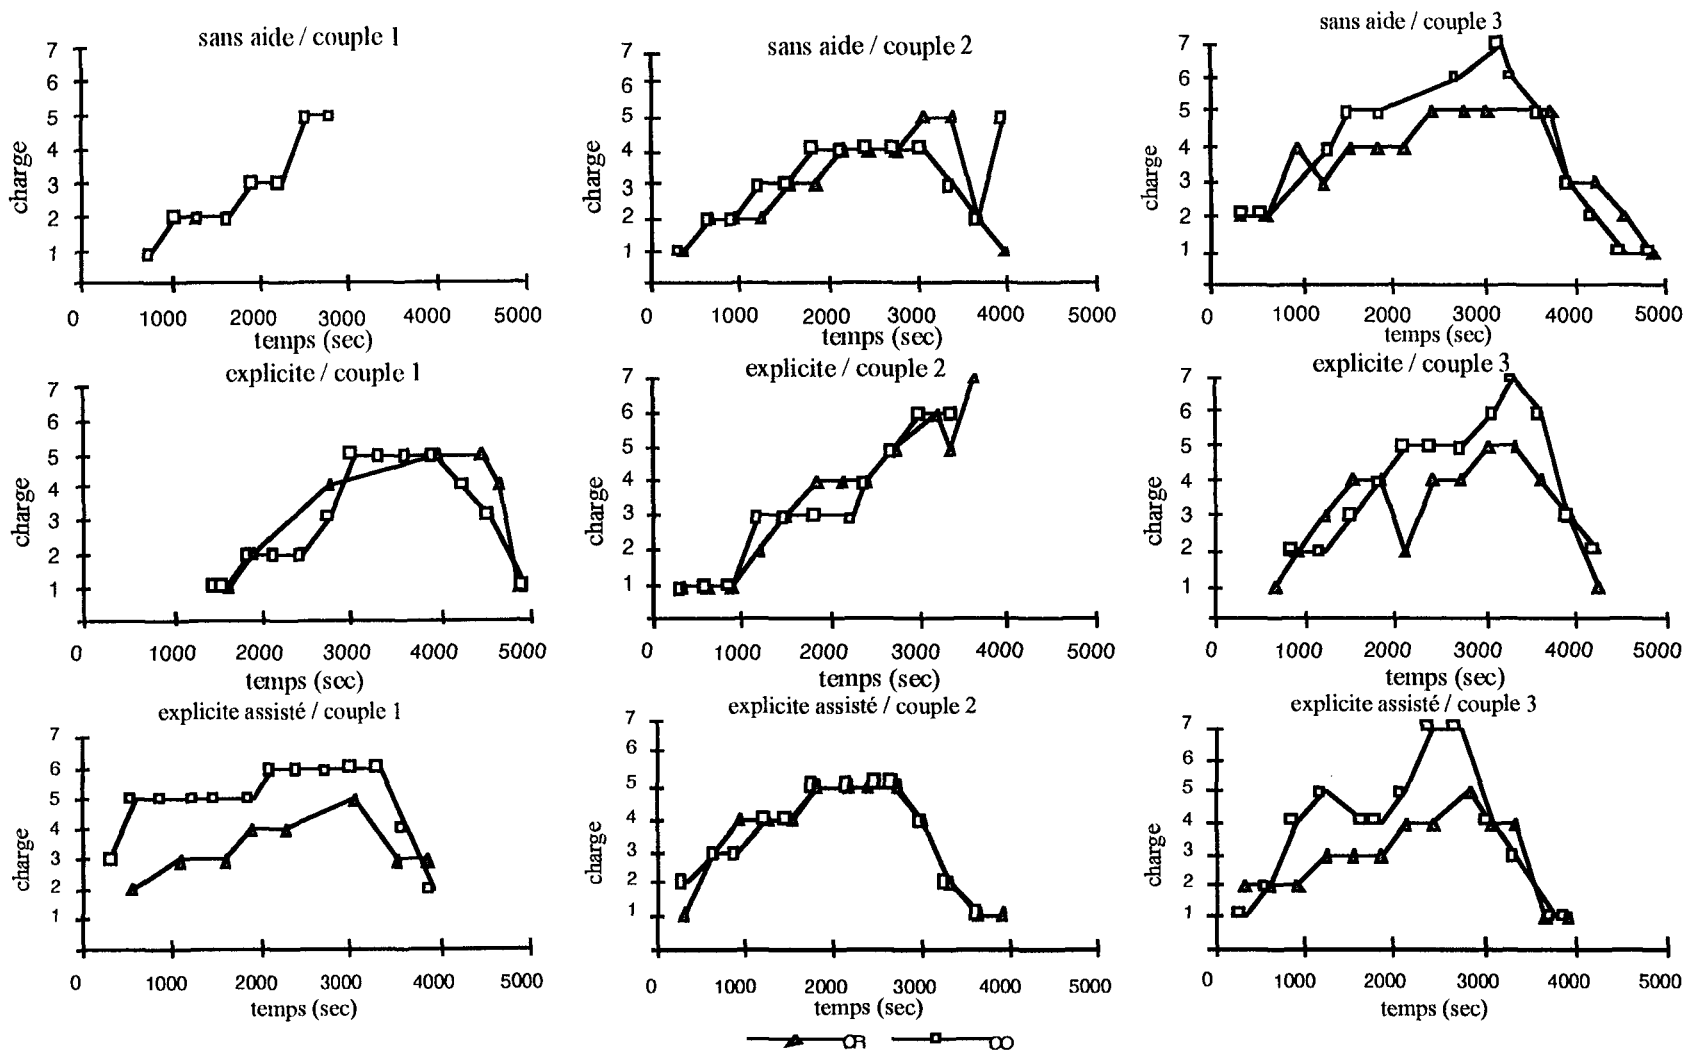 sans aide / couple 1
7
6
5
4
3
2
1
charge
0 1000 2000 3000 4000 5000
temps (sec)
sans aide / couple 2
7
6
5
4
3
2
1
charge
0 1000 2000 3000 4000 5000
temps (sec)
sans aide / couple 3
7
6
5
4
3
2
1
charge
0 1000 2000 3000 4000 5000
temps (sec)
explicite / couple 1
7
6
5
4
3
2
1
charge
0 1000 2000 3000 4000 5000
temps (sec)
explicite / couple 2
7
6
5
4
3
2
1
charge
0 1000 2000 3000 4000 5000
temps (sec)
explicite / couple 3
7
6
5
4
3
2
1
charge
0 1000 2000 3000 4000 5000
temps (sec)
explicite assisté / couple 1
7
6
5
4
3
2
1
charge
0 1000 2000 3000 4000 5000
temps (sec)
explicite assisté / couple 2
7
6
5
4
3
2
1
charge
0 1000 2000 3000 4000 5000
temps (sec)
explicite assisté / couple 3
7
6
5
4
3
2
1
charge
0 1000 2000 3000 4000 5000
temps (sec)
CR CO